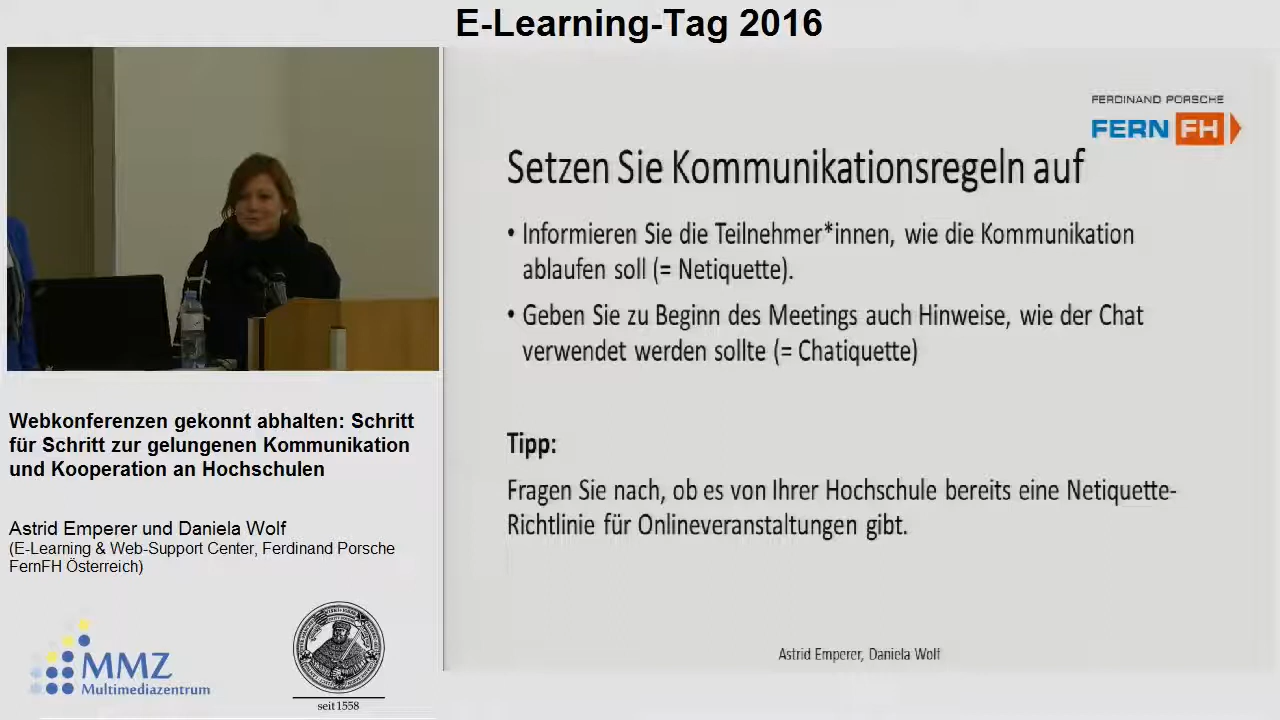 E-Learning-Tag 2016
FERDINAND PORSCHE
FERN FH
Setzen Sie Kommunikationsregeln auf
• Informieren Sie die Teilnehmer*innen, wie die Kommunikation
ablaufen soll (= Netiquette).
• Geben Sie zu Beginn des Meetings auch Hinweise, wie der Chat
verwendet werden sollte (= Chatiquette)
Tipp:
Fragen Sie nach, ob es von Ihrer Hochschule bereits eine Netiquette-
Richtlinie für Onlineveranstaltungen gibt.
Astrid Emperer, Daniela Wolf
Webkonferenzen gekonnt abhalten: Schritt
für Schritt zur gelungenen Kommunikation
und Kooperation an Hochschulen
Astrid Emperer und Daniela Wolf
(E-Learning & Web-Support Center, Ferdinand Porsche
FernFH Österreich)
MMZ
Multimediazentrum
seit 1558